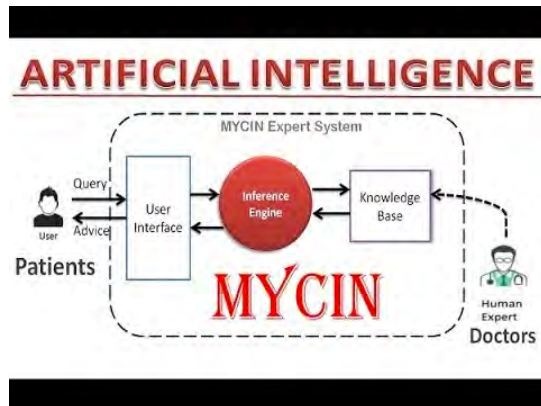 ARTIFICIAL INTELLIGENCE
MYCIN Expert System
Query
Advice
User
Patients
User
Interface
Inference
Engine
Knowledge
Base
MYCIN
Human
Expert
Doctors